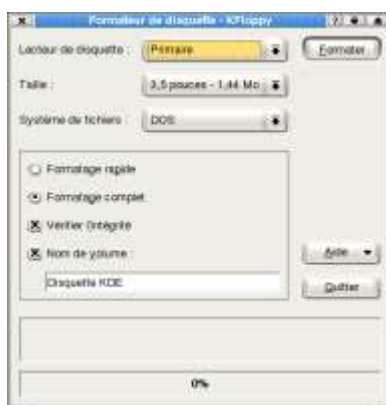 Formateur de disquette - KFloppy
Lecteur de disquette : Primaire Formater
Taille : 3,5 pouces - 1,44 Mo
Système de fichiers : DOS
Formatage rapide
Formatage complet
Vérifier l'intégrité
Nom de volume :
Disquette KDE
Aide
Quitter
0%